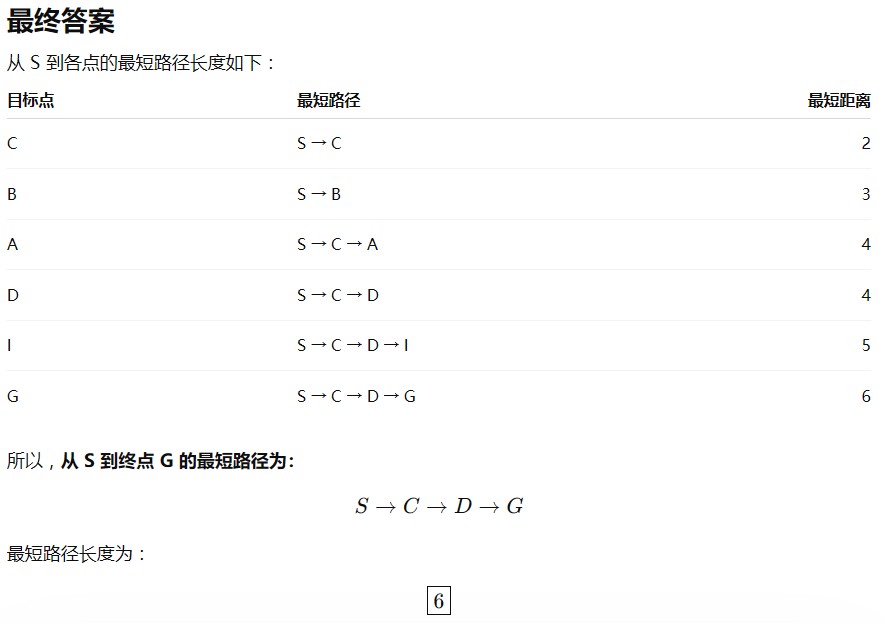 最终答案
从 S 到各点的最短路径长度如下：
目标点 最短路径 最短距离
C S → C 2
B S → B 3
A S → C → A 4
D S → C → D 4
I S → C → D → I 5
G S → C → D → G 6
所以，从 S 到终点 G 的最短路径为：
S → C → D → G
最短路径长度为：
6